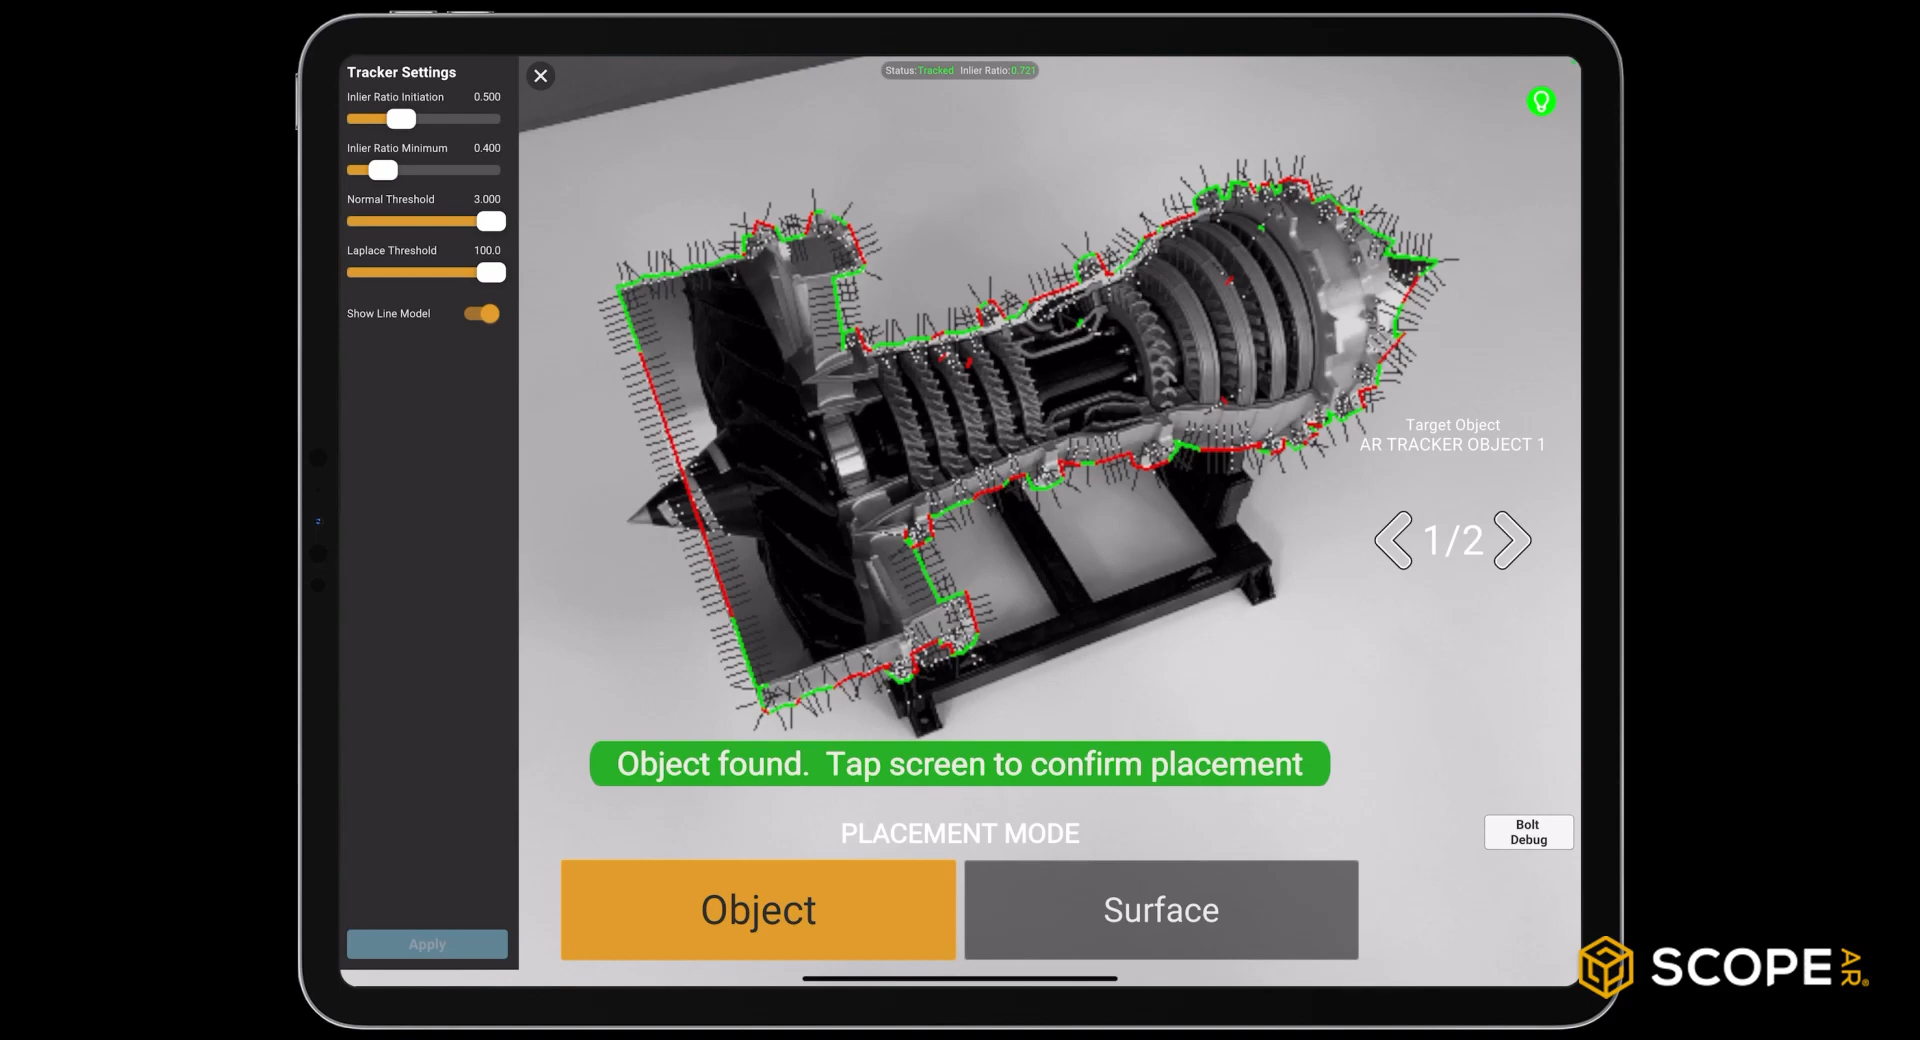 Tracker Settings
Inlier Ratio Initiation 0.500
Inlier Ratio Minimum 0.400
Normal Threshold 3.000
Laplace Threshold 100.0
Show Line Model
Apply
Status:Tracked Inlier Ratio:0.721
Target Object
AR TRACKER OBJECT 1
1/2
Object found. Tap screen to confirm placement
PLACEMENT MODE
Object
Surface
Bolt
Debug
SCOPE AR®